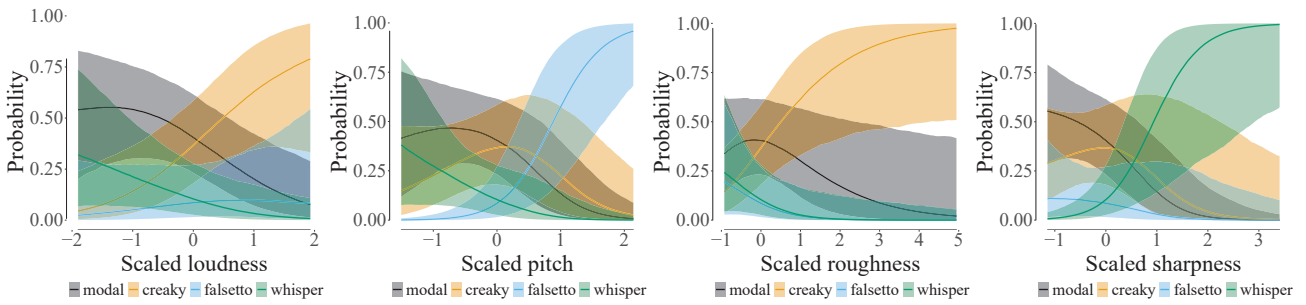 Probability
1.00
0.75
0.50
0.25
0.00
−2 −1 0 1 2
Scaled loudness
modal creaky falsetto whisper
Probability
1.00
0.75
0.50
0.25
0.00
−1 0 1 2
Scaled pitch
modal creaky falsetto whisper
Probability
1.00
0.75
0.50
0.25
0.00
−1 0 1 2 3 4 5
Scaled roughness
modal creaky falsetto whisper
Probability
1.00
0.75
0.50
0.25
0.00
−1 0 1 2 3
Scaled sharpness
modal creaky falsetto whisper